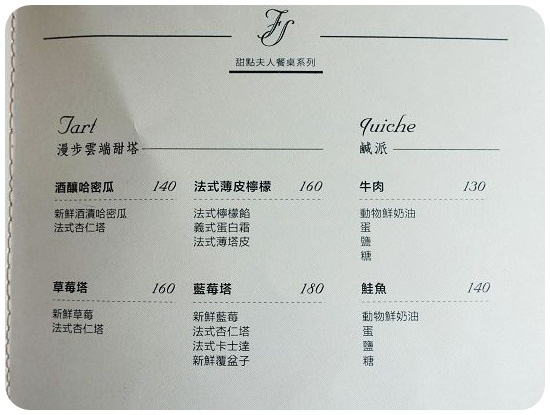 FS
甜點夫人餐桌系列
Tart
漫步雲端甜塔
酒釀哈密瓜 140
新鮮酒漬哈密瓜
法式杏仁塔
法式薄皮檸檬 160
法式檸檬餡
義式蛋白霜
法式薄塔皮
草莓塔 160
新鮮草莓
法式杏仁塔
藍莓塔 180
新鮮藍莓
法式杏仁塔
法式卡士達
新鮮覆盆子
quiche
鹹派
牛肉 130
動物鮮奶油
蛋
鹽
糖
鮭魚 140
動物鮮奶油
蛋
鹽
糖